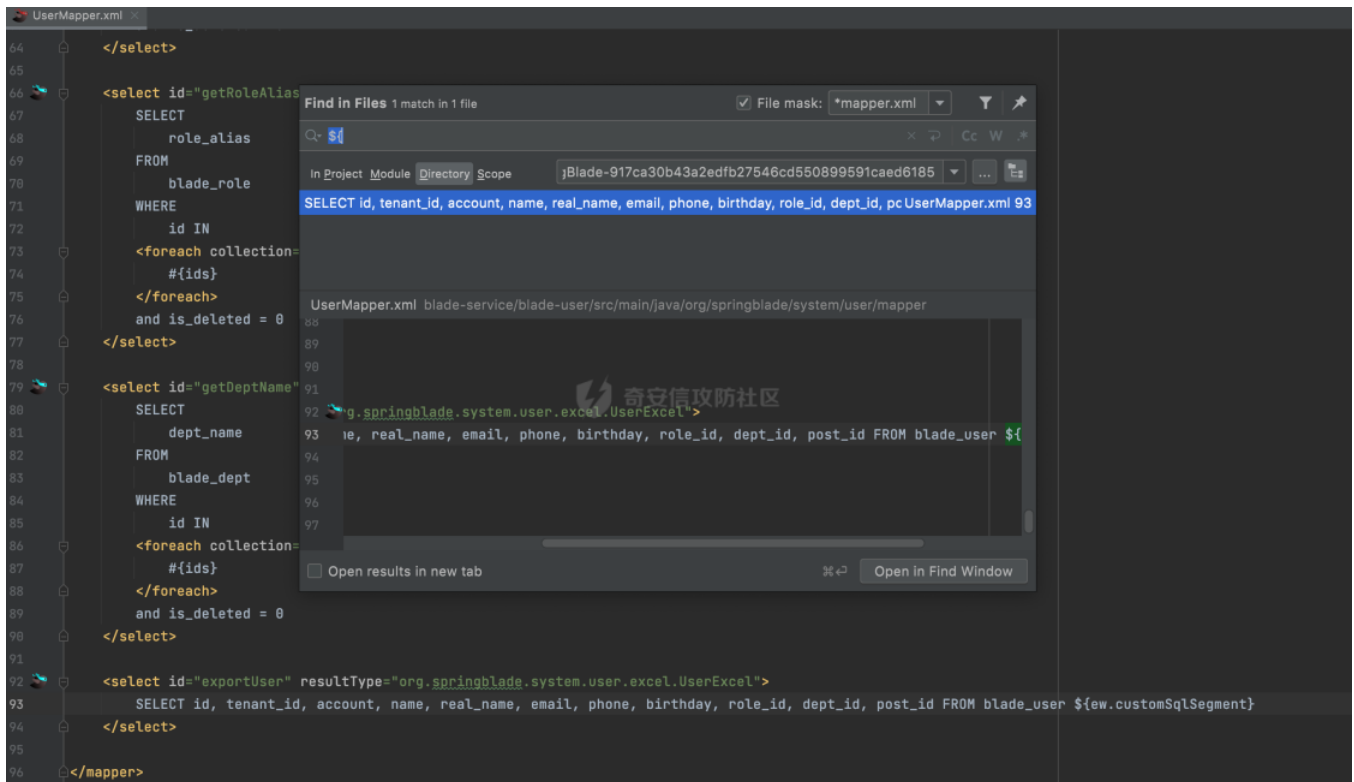 UserMapper.xml
64 </select>
65
66 <select id="getRoleAlias
67 SELECT
68 role_alias
69 FROM
70 blade_role
71 WHERE
72 id IN
73 <foreach collection=
74 #{ids}
75 </foreach>
76 and is_deleted = 0
77 </select>
78
79 <select id="getDeptName"
80 SELECT
81 dept_name
82 FROM
83 blade_dept
84 WHERE
85 id IN
86 <foreach collection=
87 #{ids}
88 </foreach>
89 and is_deleted = 0
90 </select>
91
92 <select id="exportUser" resultType="org.springblade.system.user.excel.UserExcel">
93 SELECT id, tenant_id, account, name, real_name, email, phone, birthday, role_id, dept_id, post_id FROM blade_user ${ew.customSqlSegment}
94 </select>
95
96 </mapper>
Find in Files 1 match in 1 file File mask: *mapper.xml
${ Cc W .*
In Project Module Directory Scope jBlade-917ca30b43a2edfb27546cd550899591caed6185 ...
SELECT id, tenant_id, account, name, real_name, email, phone, birthday, role_id, dept_id, pc UserMapper.xml 93
UserMapper.xml blade-service/blade-user/src/main/java/org/springblade/system/user/mapper
88
89
90
91
奇安信攻防社区
92 g.springblade.system.user.excel.UserExcel">
93 ne, real_name, email, phone, birthday, role_id, dept_id, post_id FROM blade_user ${
94
95
96
97
Open results in new tab ⌘↩ Open in Find Window